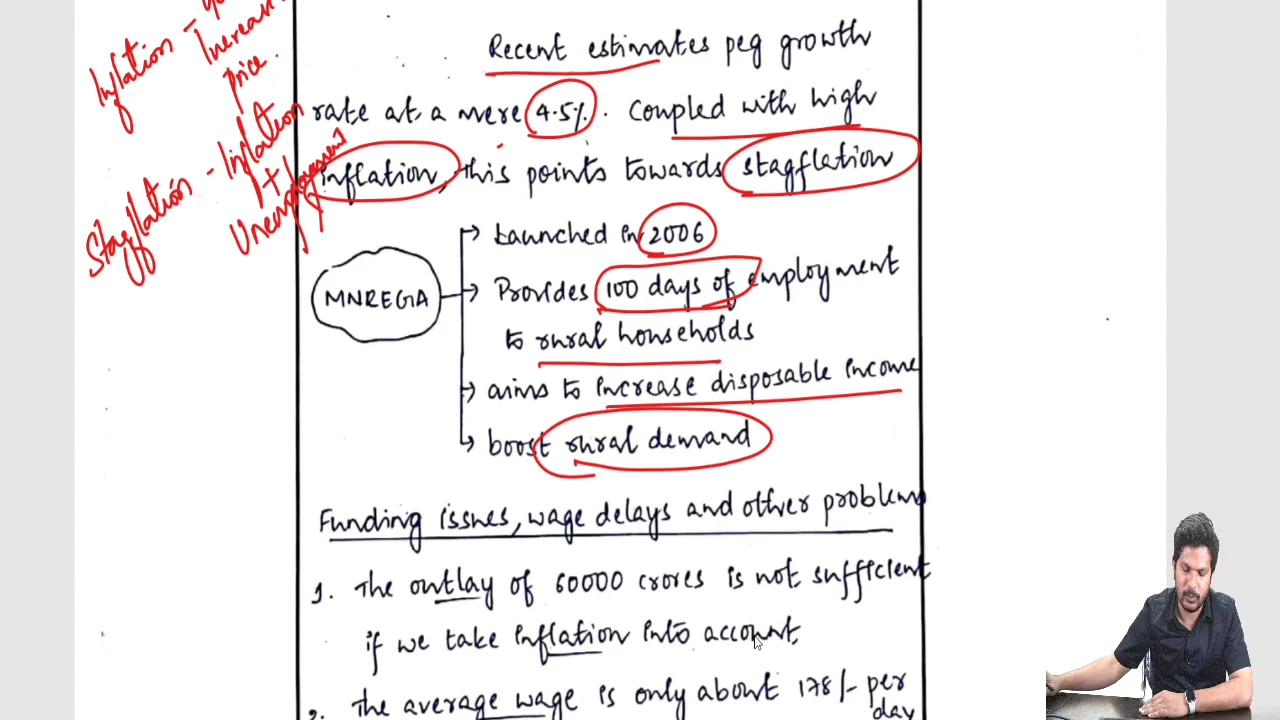 Inflation -
Increase
Price.
Stagflation - Inflation
+
Unemployment
Recent estimates peg growth
rate at a mere 4.5%. Coupled with high
inflation, this points towards stagflation
MNREGA
Launched in 2006
Provides 100 days of employment
to rural households
aims to increase disposable income
boost rural demand
Funding issues, wage delays and other problems
1. The outlay of 60000 crores is not sufficient
if we take inflation into account.
2. The average wage is only about 178/- per
day